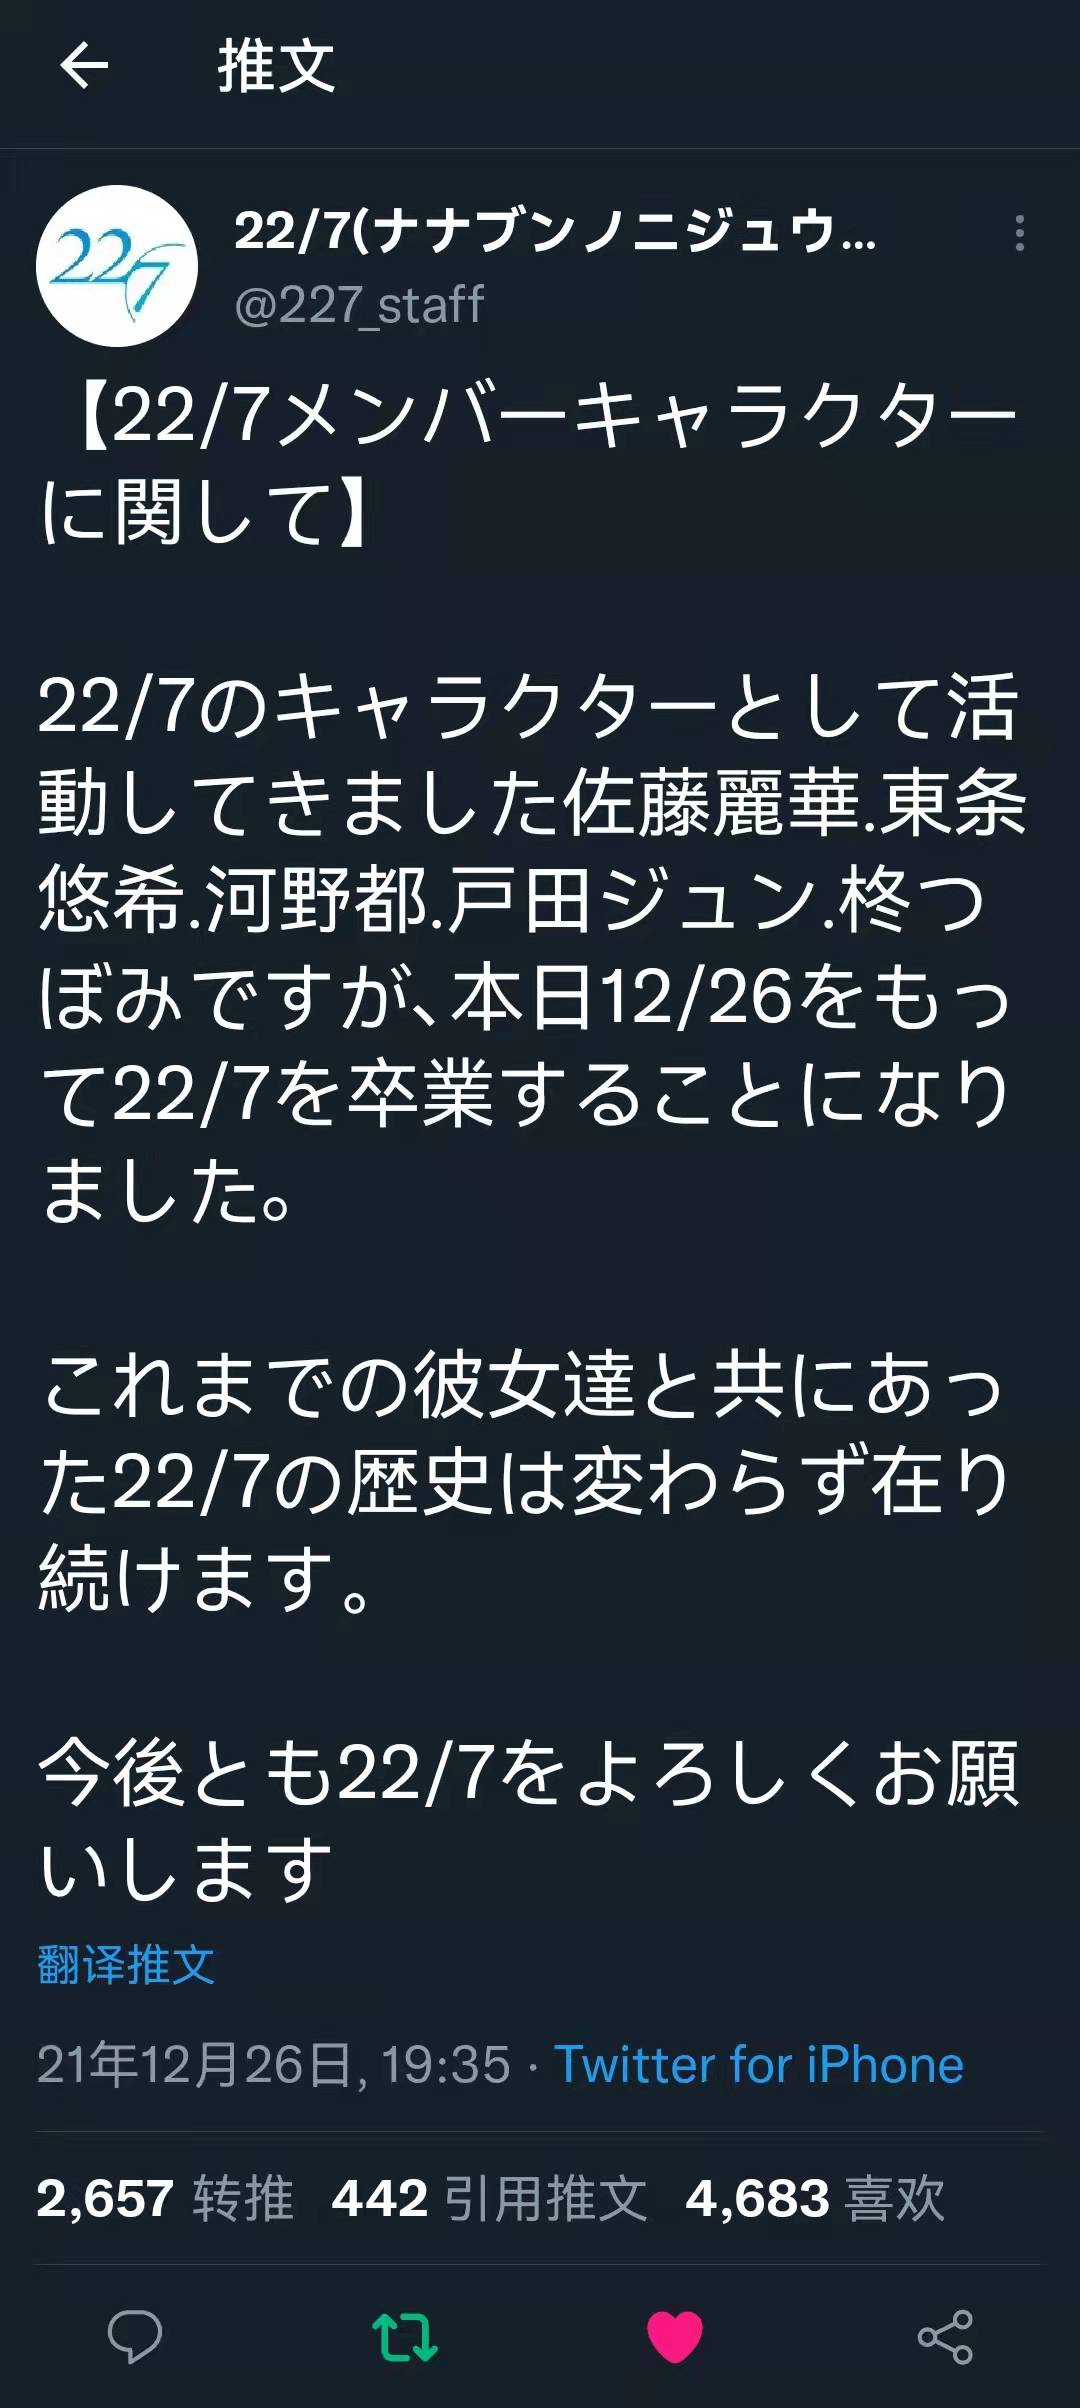 推文
22/7
22/7(ナナブンノニジュウ...
@227_staff
【22/7メンバーキャラクター
に関して】
22/7のキャラクターとして活
動してきました佐藤麗華.東条
悠希.河野都.戸田ジュン.柊つ
ぼみですが、本日12/26をもっ
て22/7を卒業することになり
ました。
これまでの彼女達と共にあっ
た22/7の歴史は変わらず在り
続けます。
今後とも22/7をよろしくお願
いします
翻译推文
21年12月26日, 19:35 · Twitter for iPhone
2,657 转推 442 引用推文 4,683 喜欢